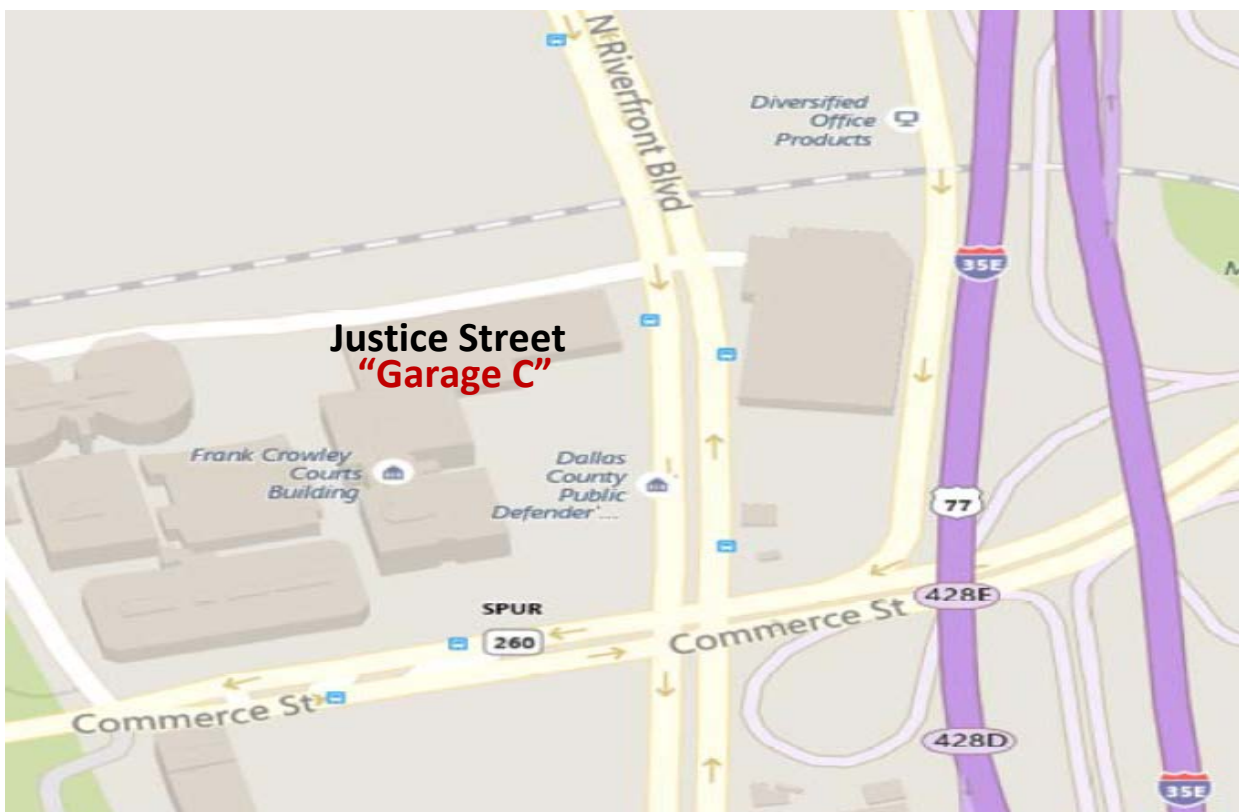 N Riverfront Blvd
Diversified
Office
Products
35E
M
Justice Street
“Garage C”
Frank Crowley
Courts
Building
Dallas
County
Public
Defender'...
77
428E
SPUR
260
Commerce St
Commerce St
428D
35E